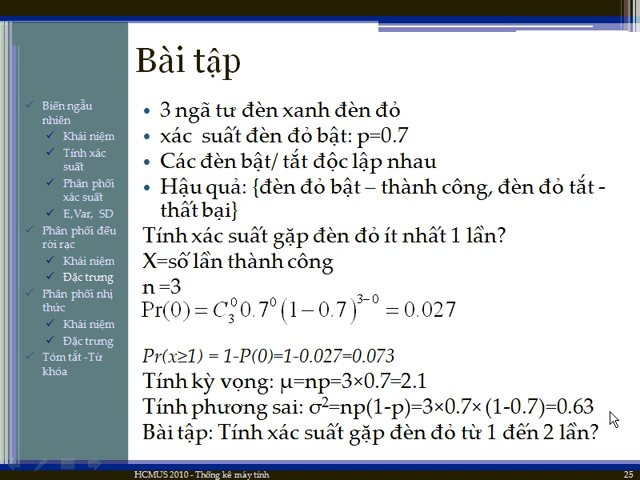 Bài tập
Biến ngẫu
nhiên
Khái niệm
Tính xác
suất
Phân phối
xác suất
E,Var, SD
Phân phối đều
rời rạc
Khái niệm
Đặc trưng
Phân phối nhị
thức
Khái niệm
Đặc trưng
Tóm tắt -Từ
khóa
• 3 ngã tư đèn xanh đèn đỏ
• xác suất đèn đỏ bật: p=0.7
• Các đèn bật/ tắt độc lập nhau
• Hậu quả: {đèn đỏ bật – thành công, đèn đỏ tắt -
thất bại}
Tính xác suất gặp đèn đỏ ít nhất 1 lần?
X=số lần thành công
n =3
Pr(0) = C₃⁰ 0.7⁰ (1−0.7)³⁻⁰ = 0.027
Pr(x≥1) = 1-P(0)=1-0.027=0.073
Tính kỳ vọng: µ=np=3×0.7=2.1
Tính phương sai: σ²=np(1-p)=3×0.7× (1-0.7)=0.63
Bài tập: Tính xác suất gặp đèn đỏ từ 1 đến 2 lần?
HCMUS 2010 - Thống kê máy tính
25